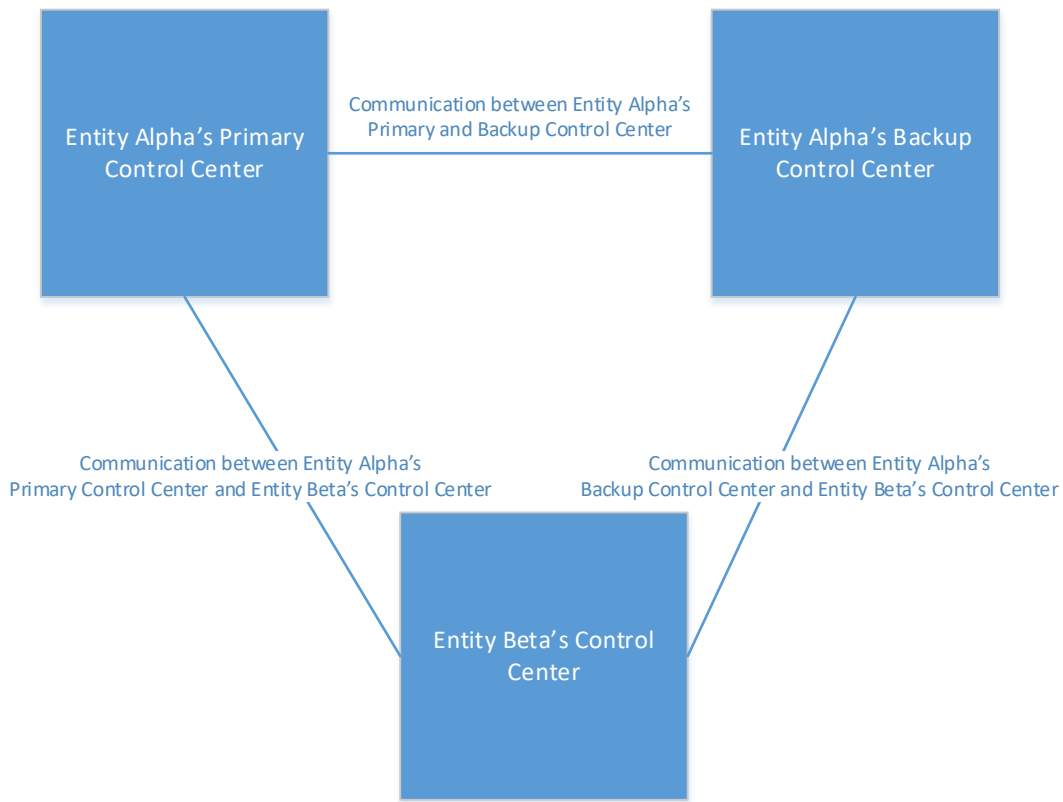 Communication between Entity Alpha’s
Primary and Backup Control Center
Entity Alpha’s Primary
Control Center
Entity Alpha’s Backup
Control Center
Communication between Entity Alpha’s
Primary Control Center and Entity Beta’s Control Center
Communication between Entity Alpha’s
Backup Control Center and Entity Beta’s Control Center
Entity Beta’s Control
Center